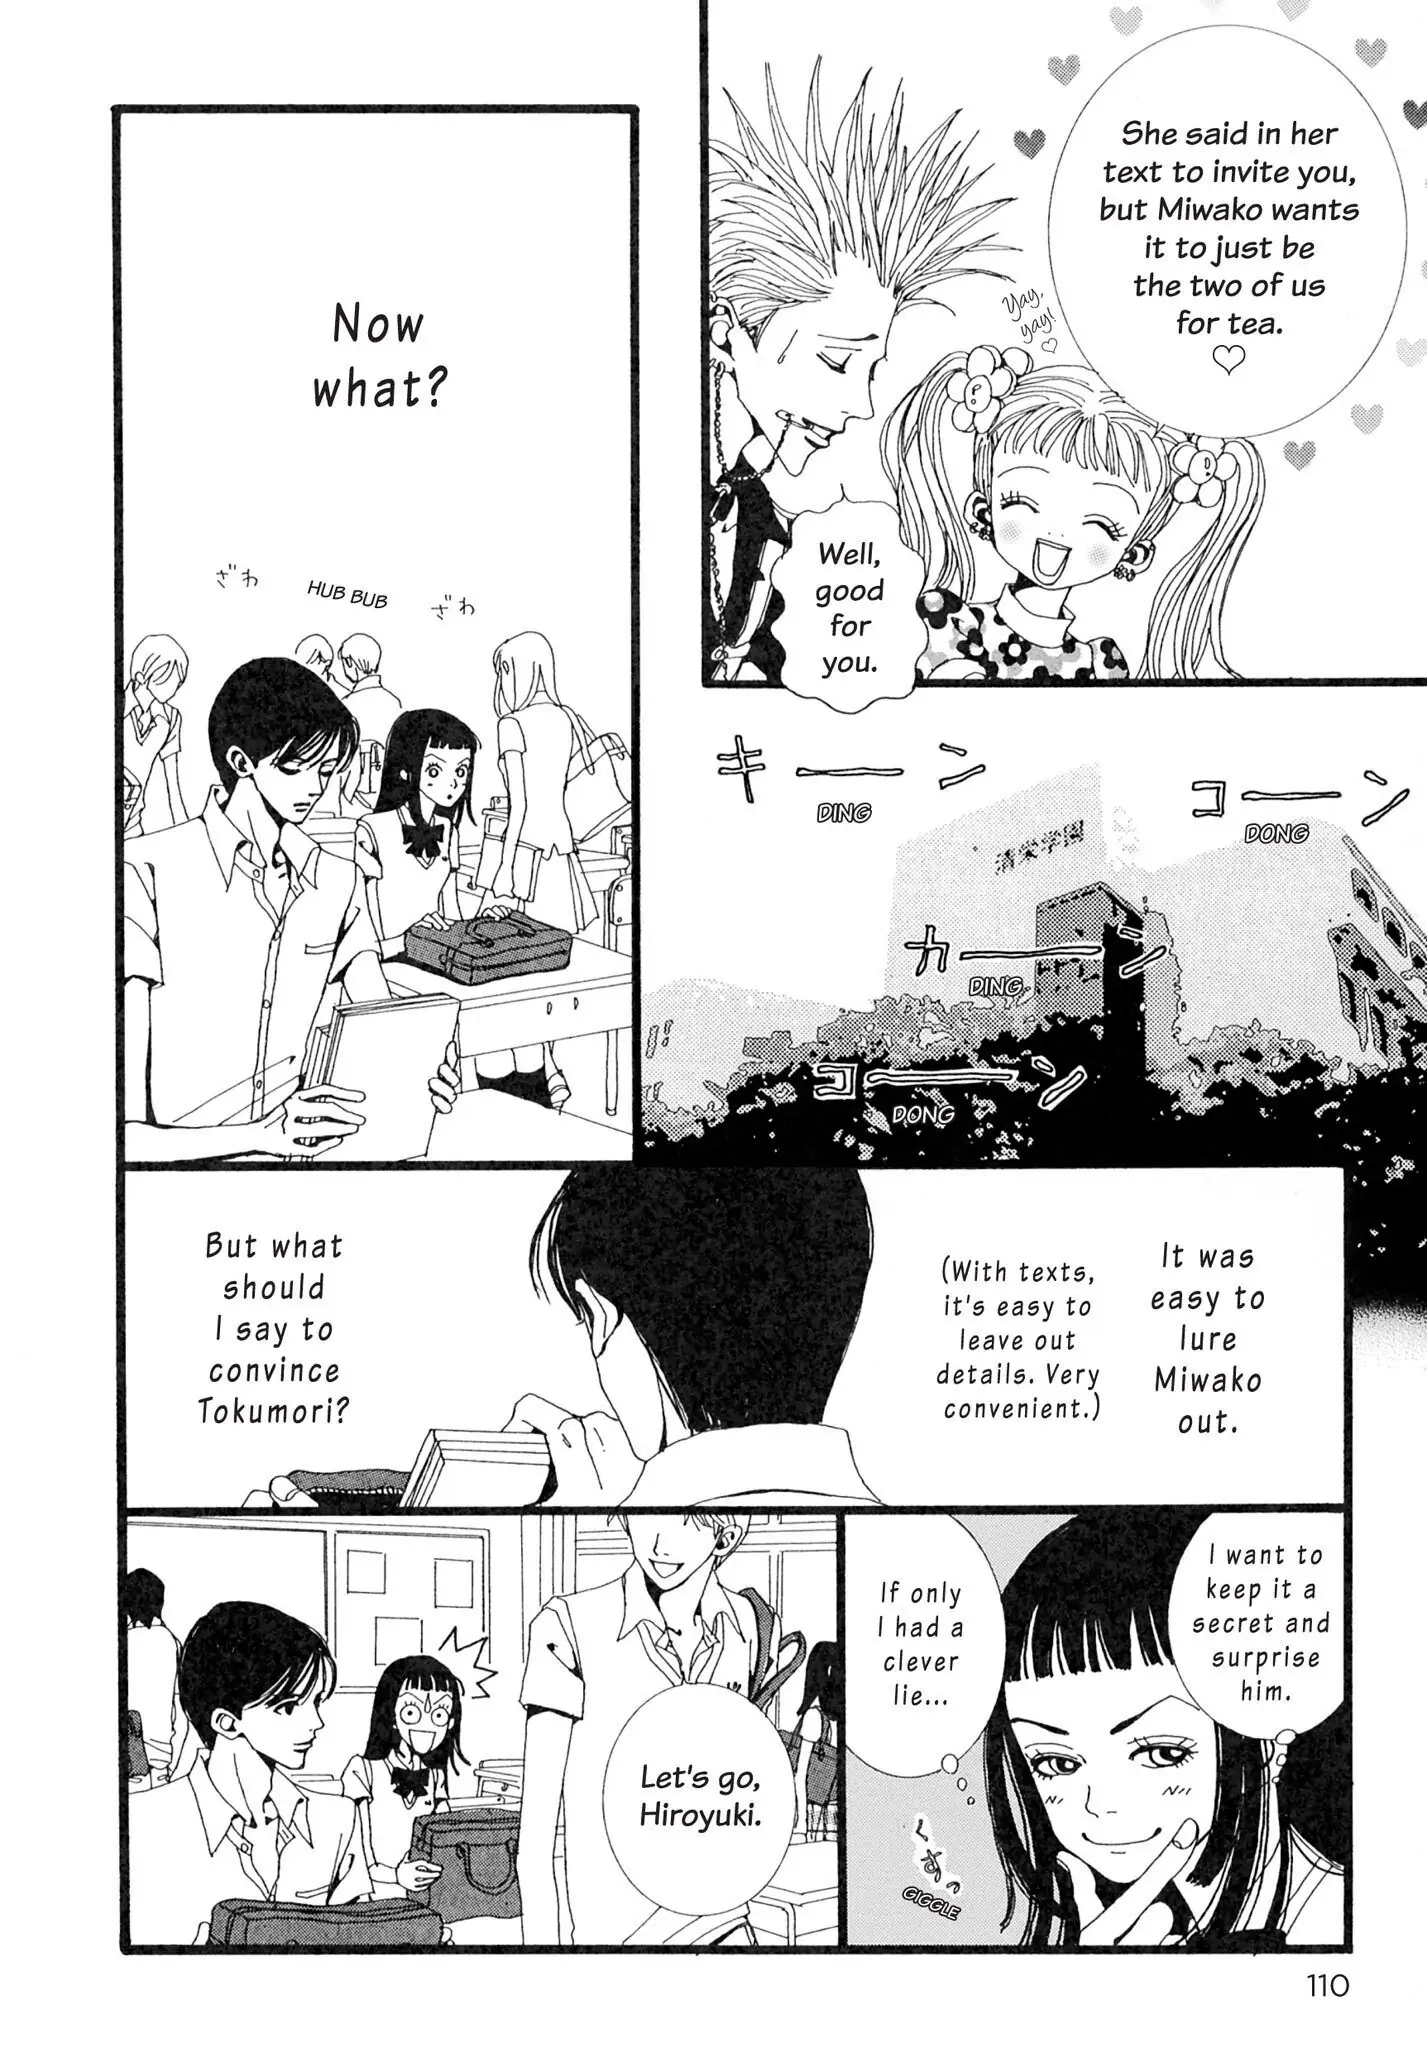 She said in her
text to invite you,
but Miwako wants
it to just be
the two of us
for tea.
♡
Yay,
yay!
♡
Well,
good
for
you.
キーン
DING
コーン
DONG
カーン
DING
コーン
DONG
清栄学園
Now
what?
ざわ
HUB BUB
ざわ
It was
easy to
lure
Miwako
out.
(With texts,
it's easy to
leave out
details. Very
convenient.)
But what
should
I say to
convince
Tokumori?
I want to
keep it a
secret and
surprise
him.
If only
I had a
clever
lie...
くすっ
GIGGLE
Let's go,
Hiroyuki.
110